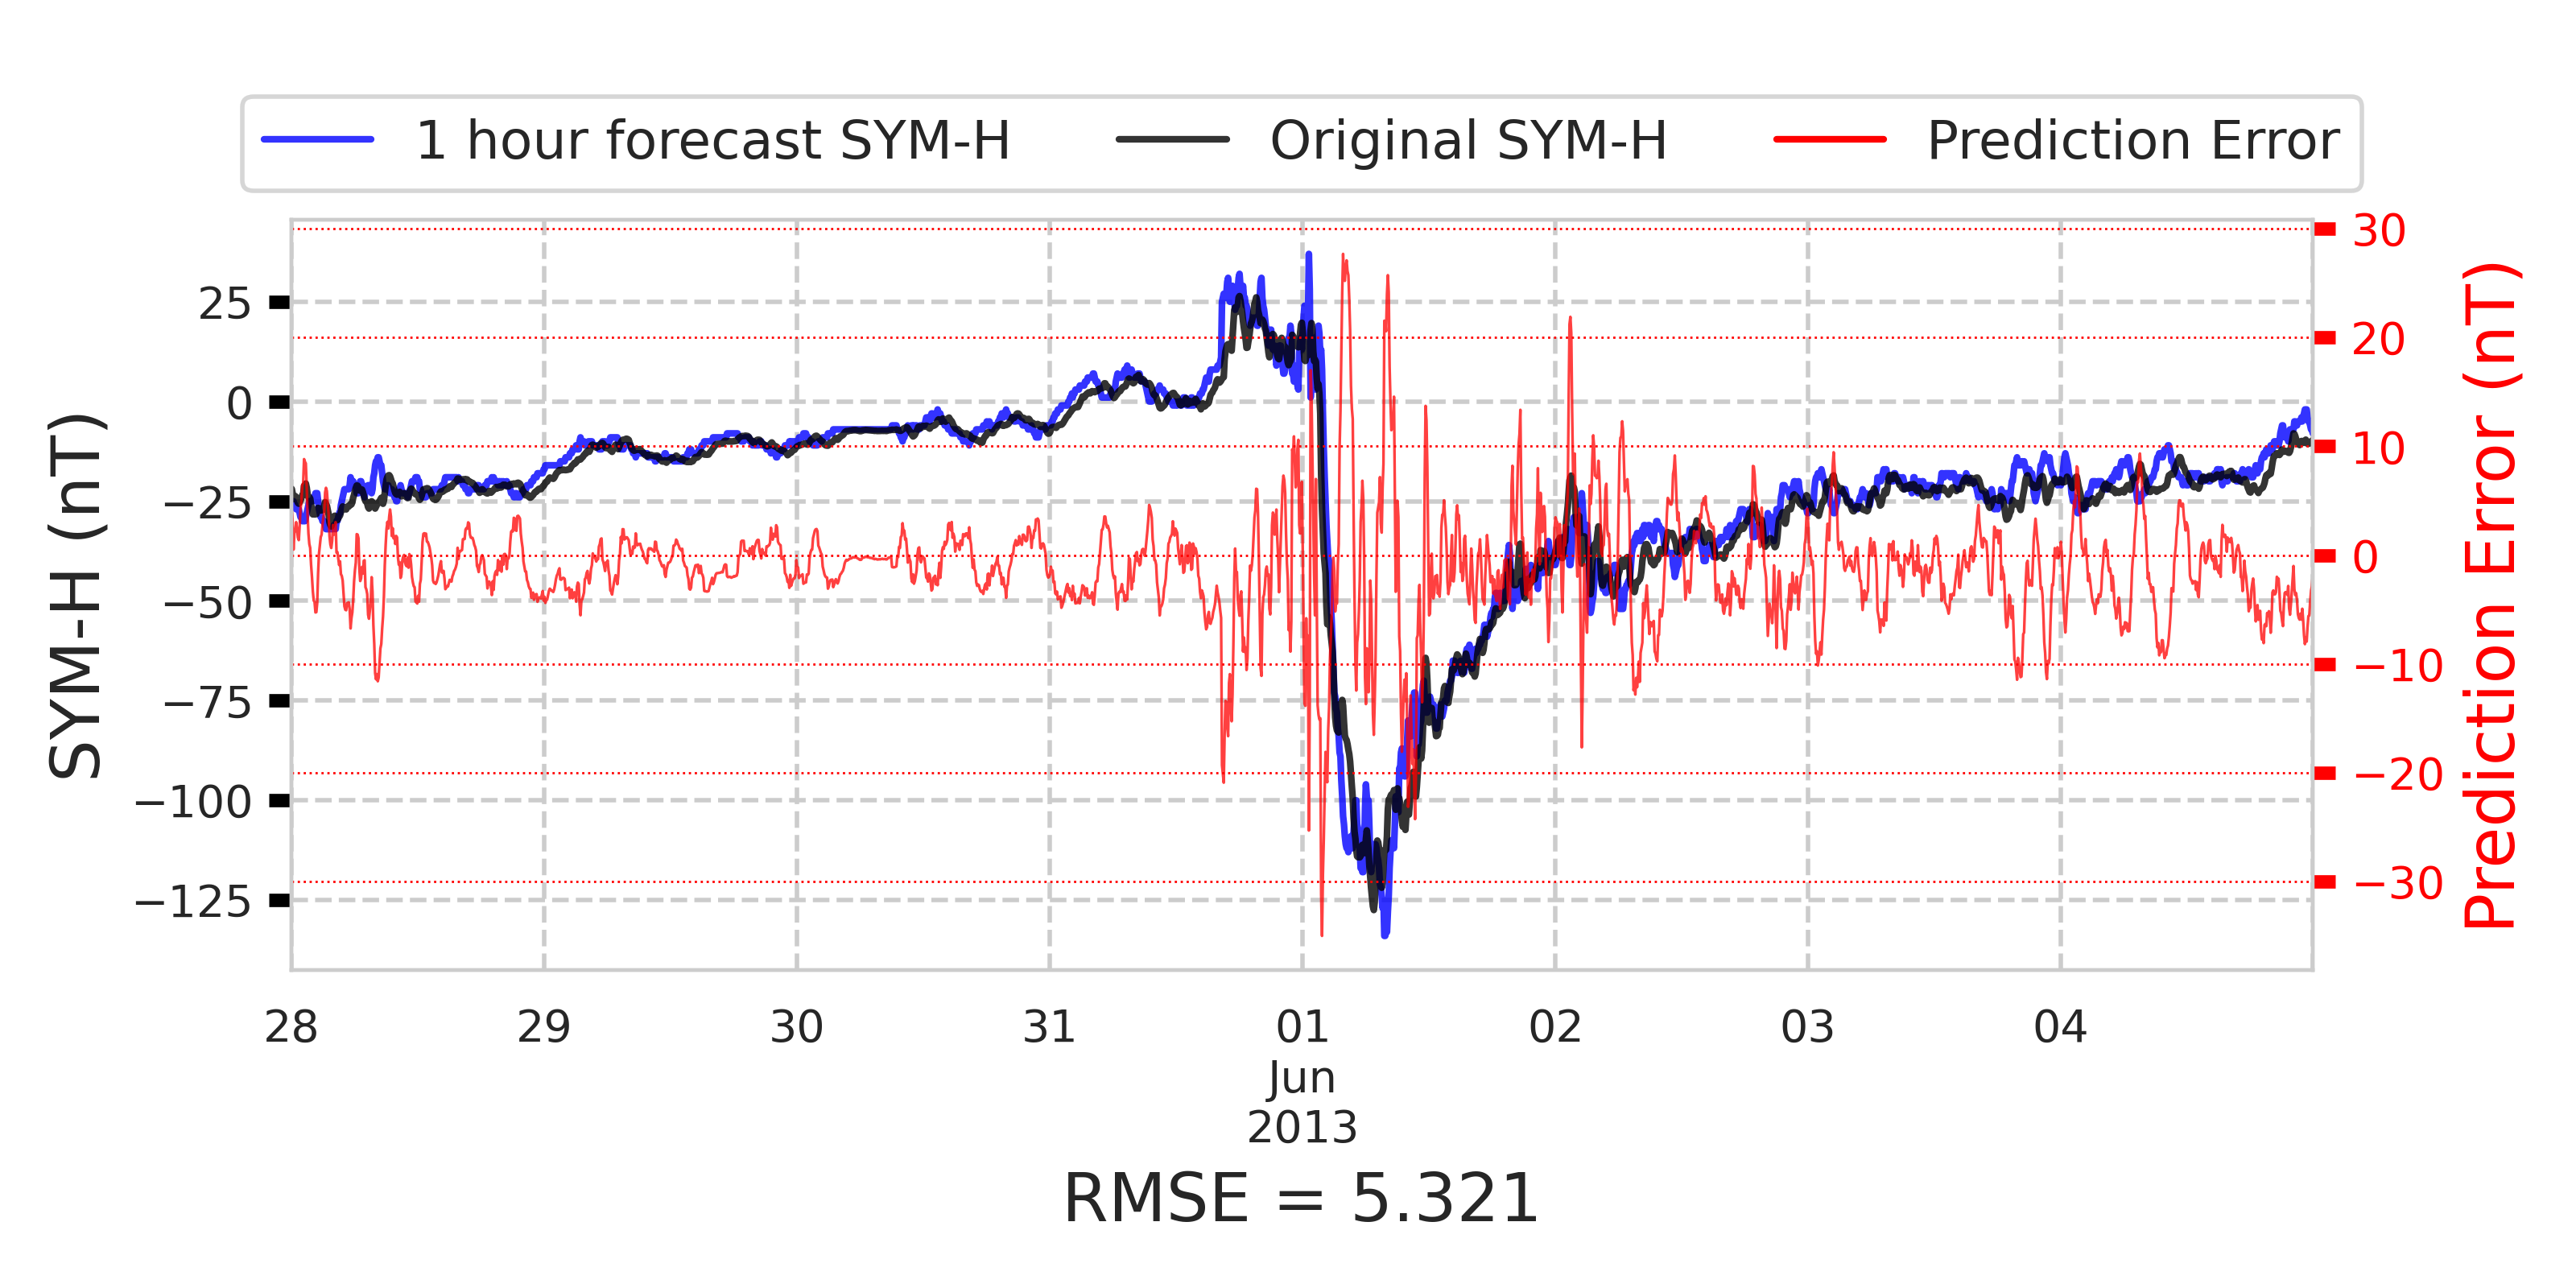 1 hour forecast SYM-H Original SYM-H Prediction Error
SYM-H (nT)
25
0
−25
−50
−75
−100
−125
30
20
10
0
−10
−20
−30
Prediction Error (nT)
28 29 30 31 01 02 03 04
Jun
2013
RMSE = 5.321